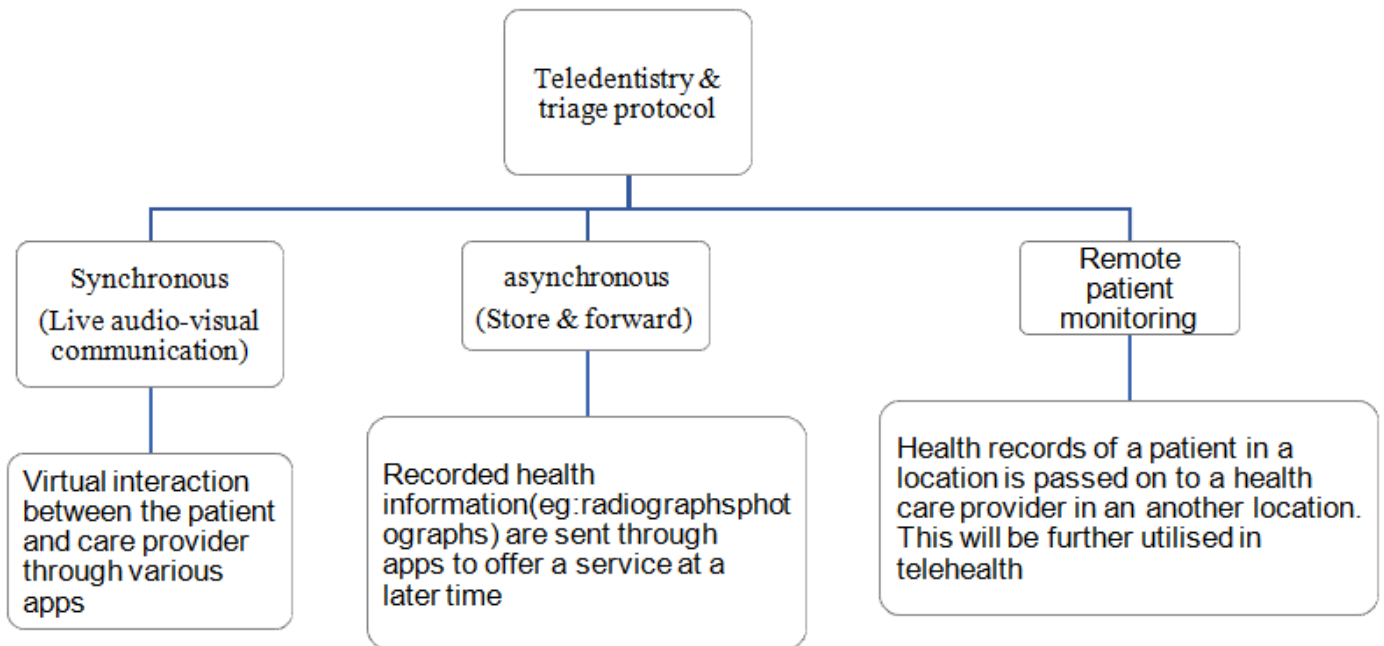 Teledentistry &
triage protocol
Synchronous
(Live audio-visual
communication)
asynchronous
(Store & forward)
Remote
patient
monitoring
Virtual interaction
between the patient
and care provider
through various
apps
Recorded health
information(eg:radiographsphot
ographs) are sent through
apps to offer a service at a
later time
Health records of a patient in a
location is passed on to a health
care provider in an another location.
This will be further utilised in
telehealth